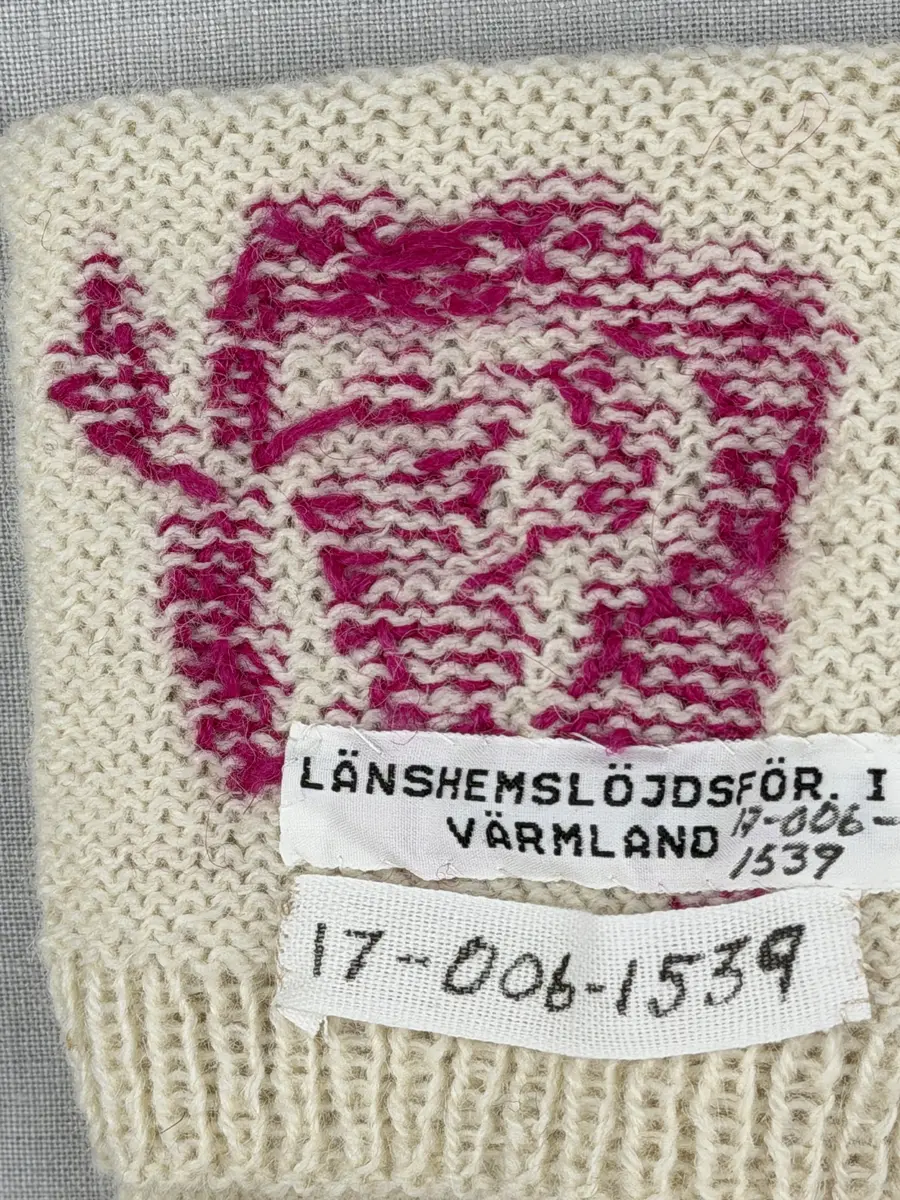 LÄNSHEMSLÖJDSFÖR. I
VÄRMLAND 17-006-
1539
17-006-1539